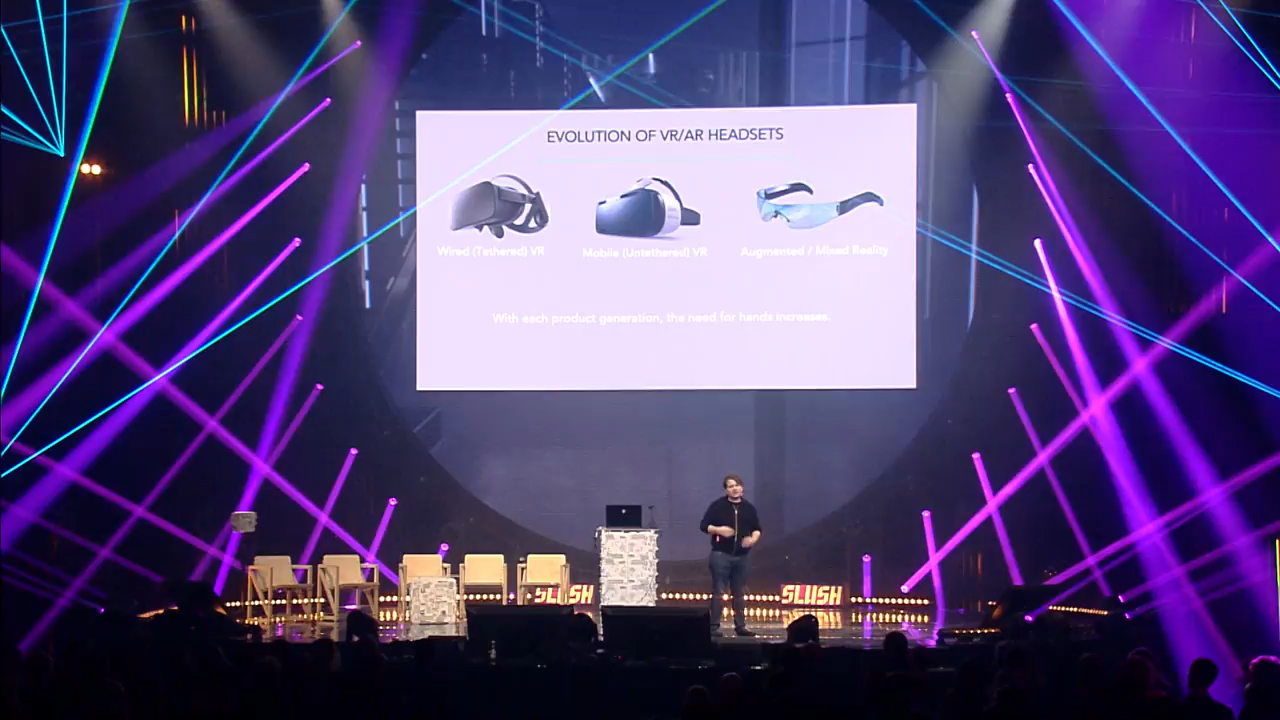 EVOLUTION OF VR/AR HEADSETS
Wired (Tethered) VR
Mobile (Untethered) VR
Augmented / Mixed Reality
With each product generation, the need for hands increases.
SLUSH
SLUSH